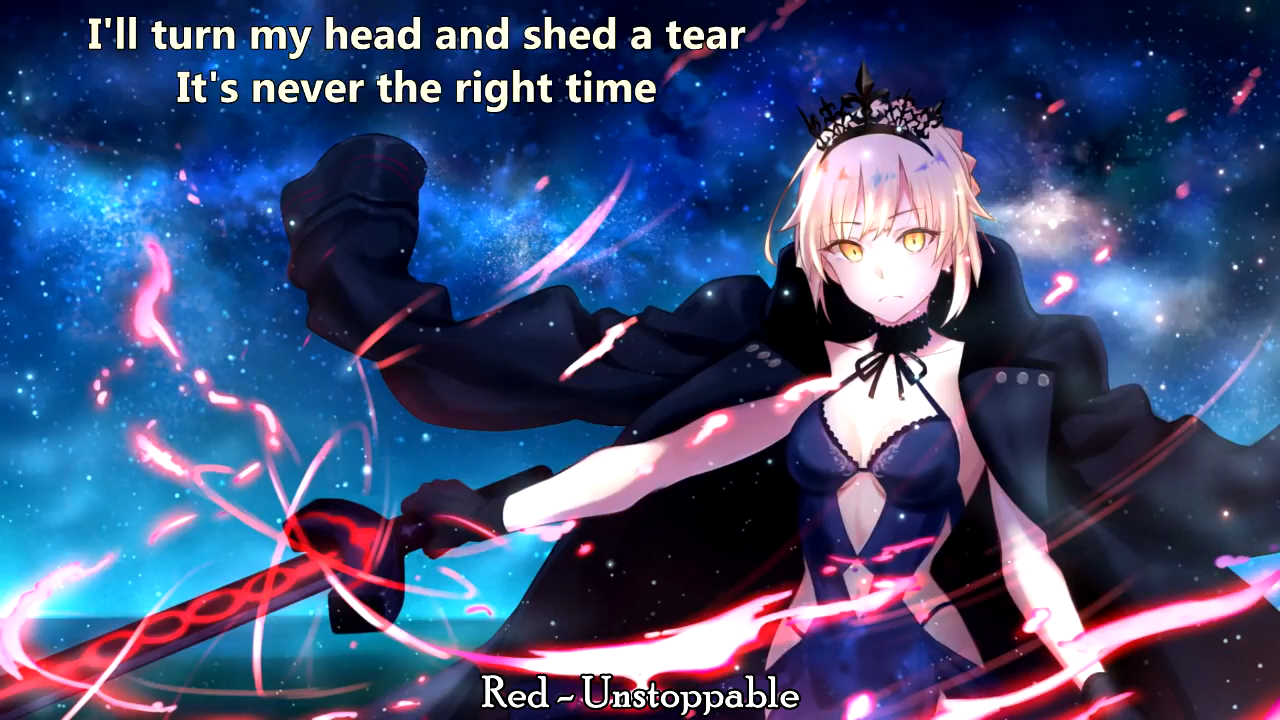 I'll turn my head and shed a tear
It's never the right time
Red - Unstoppable